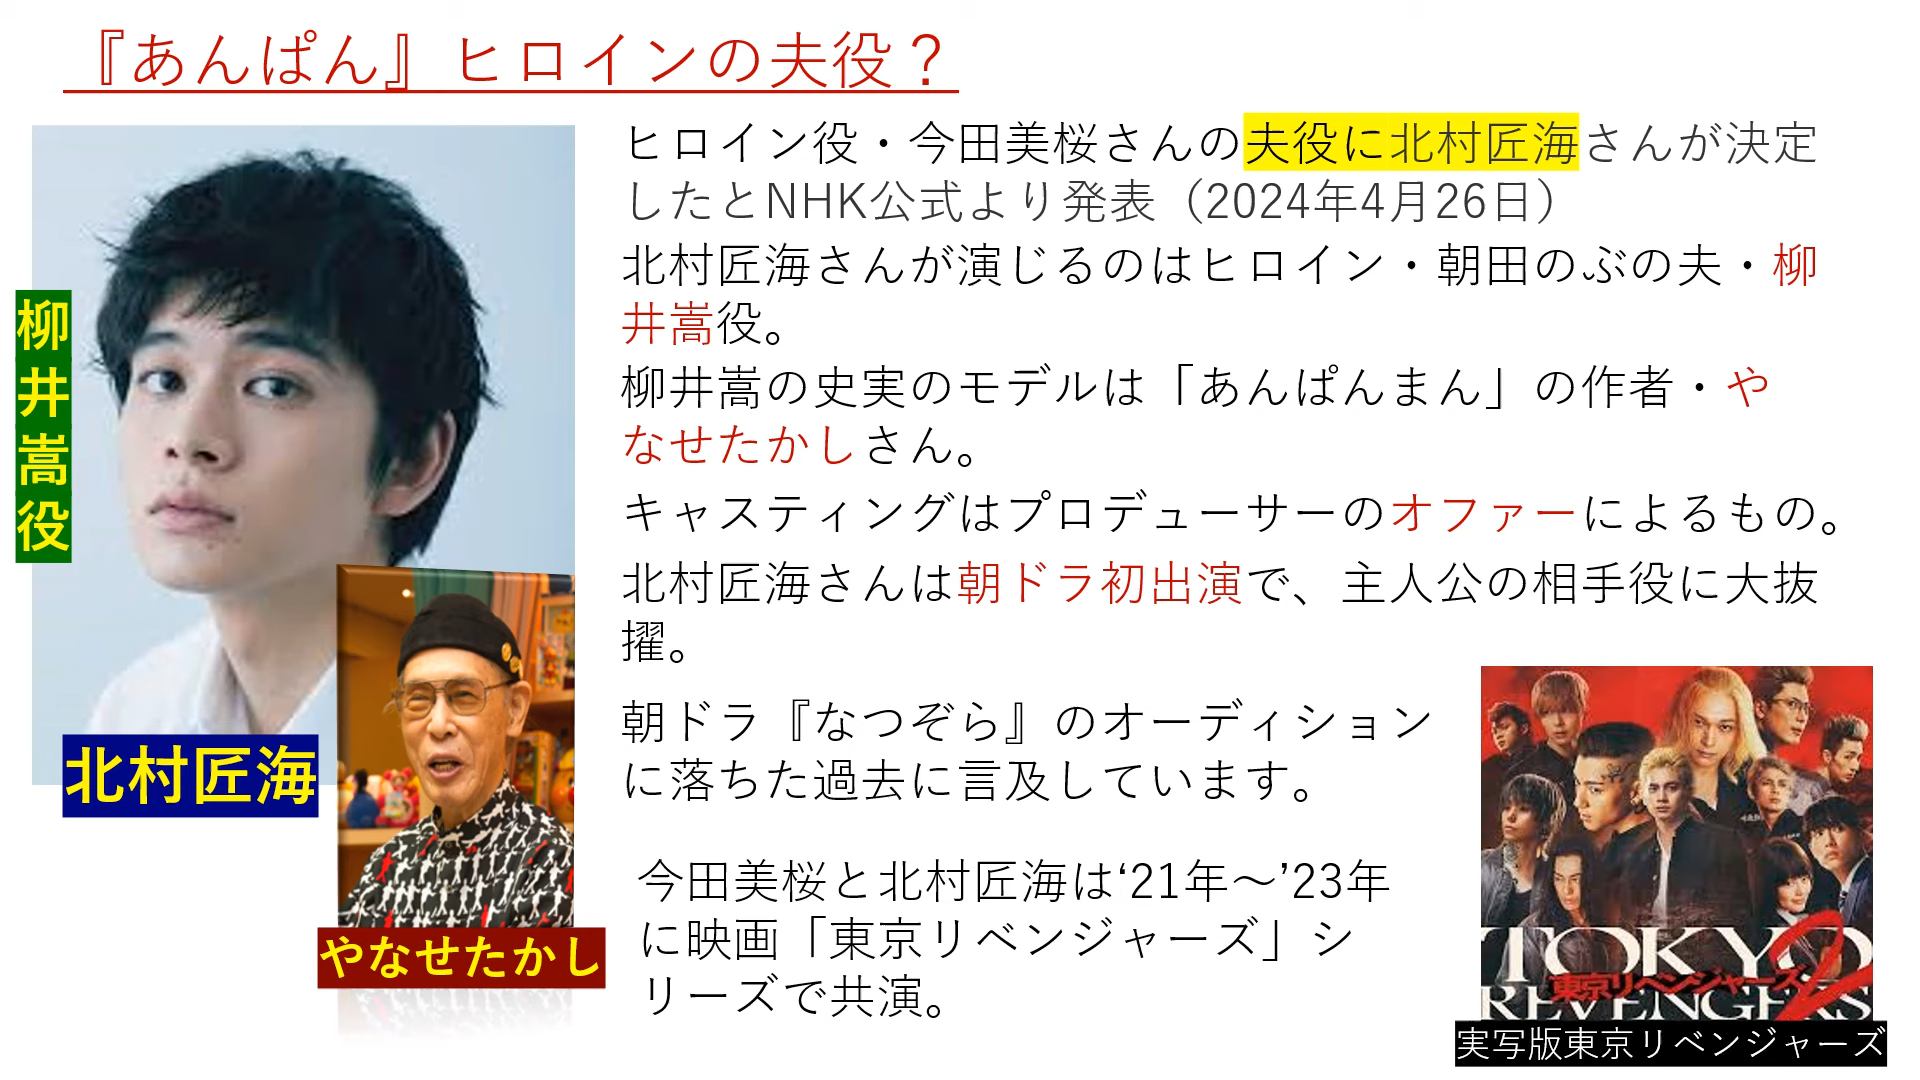 『あんぱん』ヒロインの夫役？
ヒロイン役・今田美桜さんの夫役に北村匠海さんが決定
したとNHK公式より発表（2024年4月26日）
北村匠海さんが演じるのはヒロイン・朝田のぶの夫・柳
井嵩役。
柳井嵩の史実のモデルは「あんぱんまん」の作者・や
なせたかしさん。
キャスティングはプロデューサーのオファーによるもの。
北村匠海さんは朝ドラ初出演で、主人公の相手役に大抜
擢。
朝ドラ『なつぞら』のオーディション
に落ちた過去に言及しています。
今田美桜と北村匠海は‘21年～’23年
に映画「東京リベンジャーズ」シ
リーズで共演。
柳井嵩役
北村匠海
やなせたかし
TOKYO
東京リベンジャーズ2
REVENGERS
実写版東京リベンジャーズ